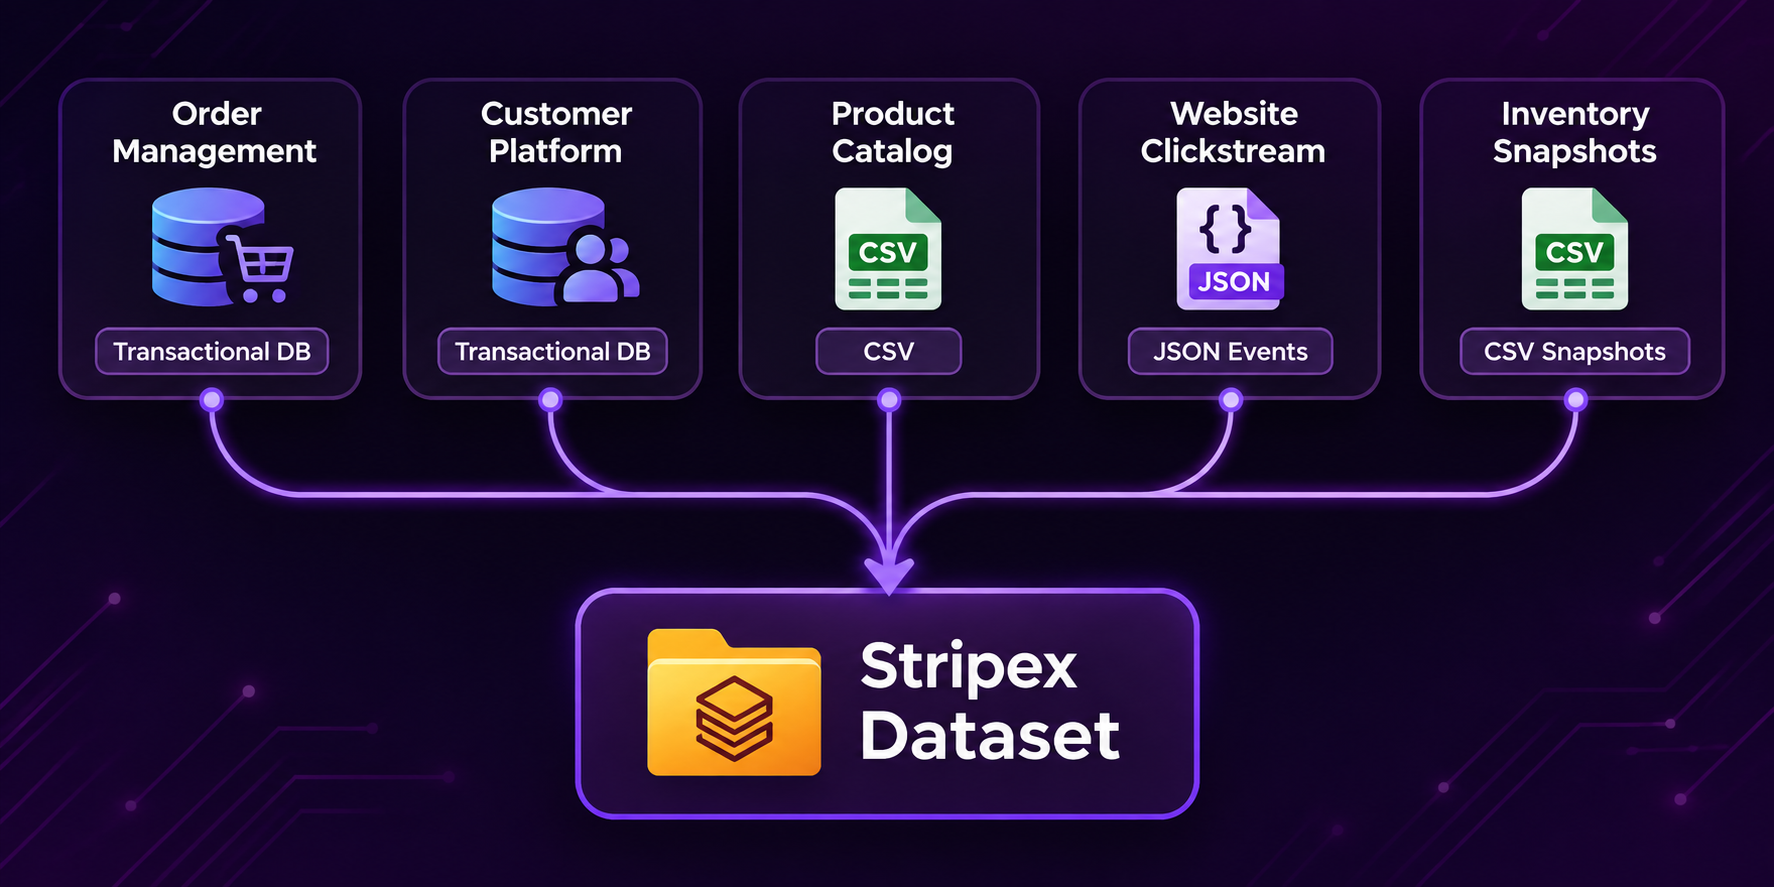 Order
Management
Transactional DB
Customer
Platform
Transactional DB
Product
Catalog
CSV
CSV
Website
Clickstream
{}
JSON
JSON Events
Inventory
Snapshots
CSV
CSV Snapshots
Stripex
Dataset